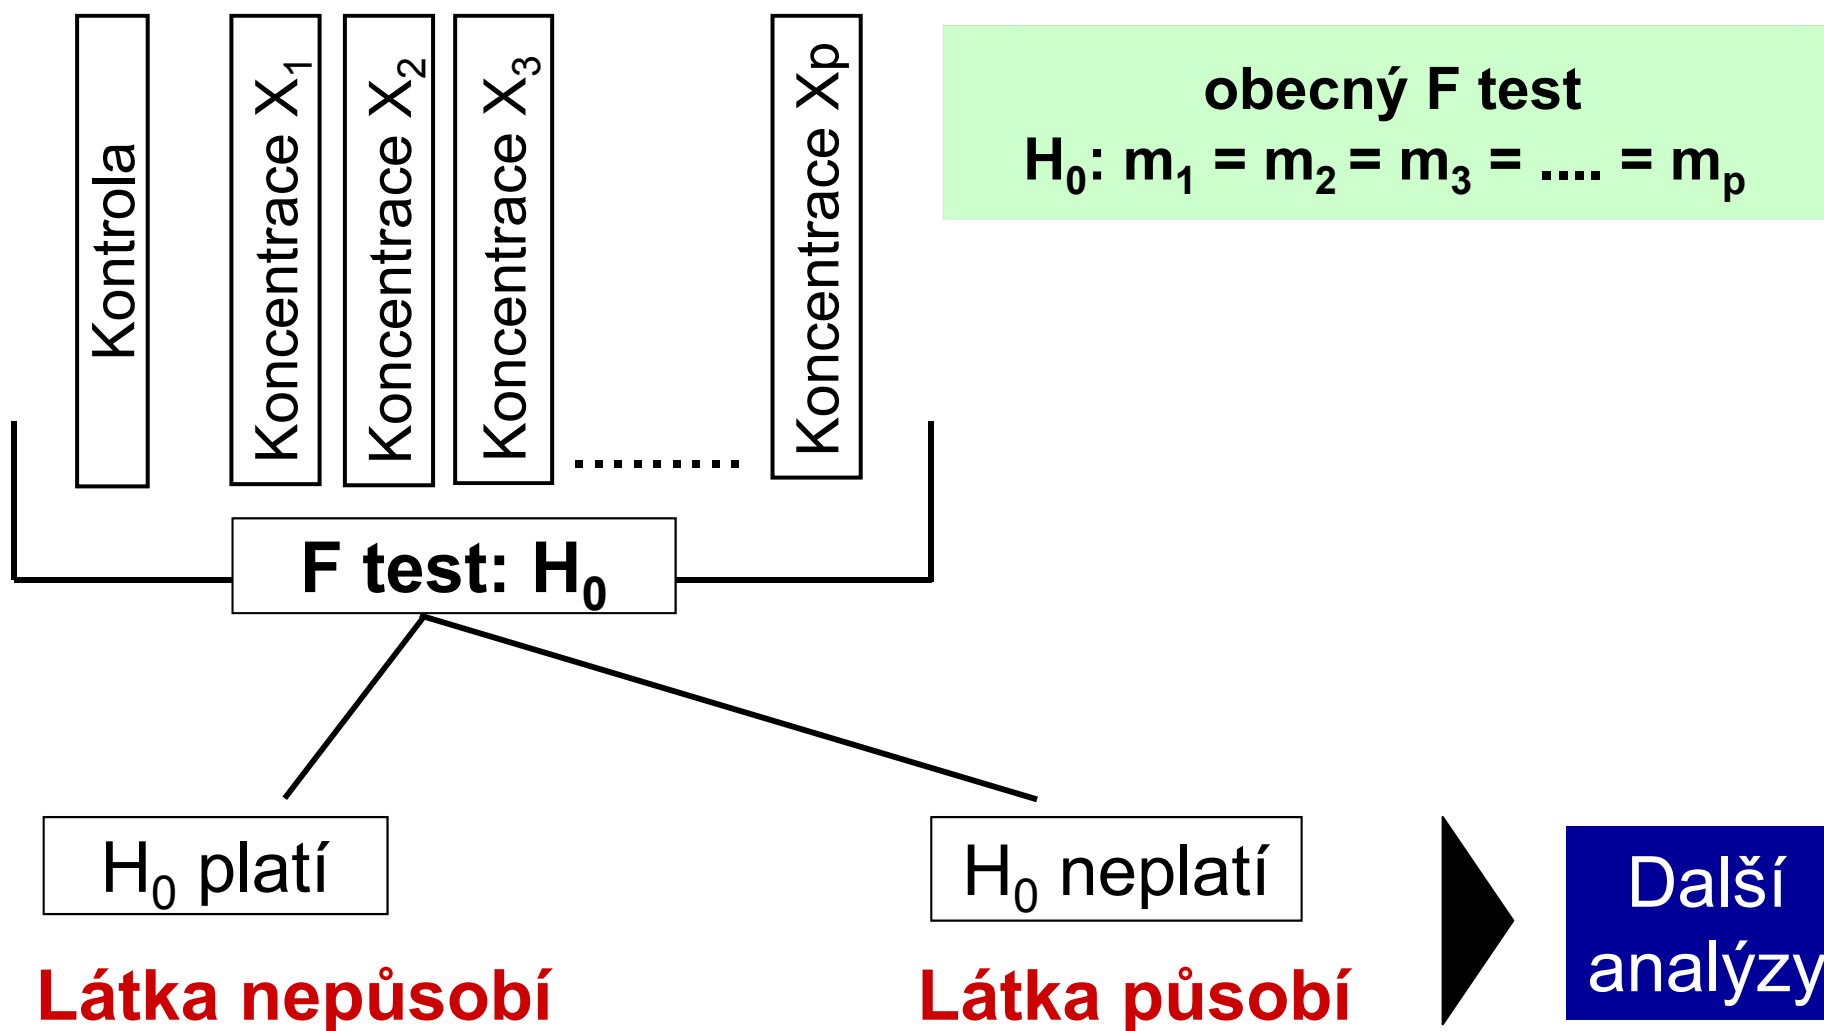 Kontrola
Koncentrace X1
Koncentrace X2
Koncentrace X3
.........
Koncentrace Xp
obecný F test
H0: m1 = m2 = m3 = .... = mp
F test: H0
H0 platí
H0 neplatí
Látka nepůsobí
Látka působí
Další
analýzy